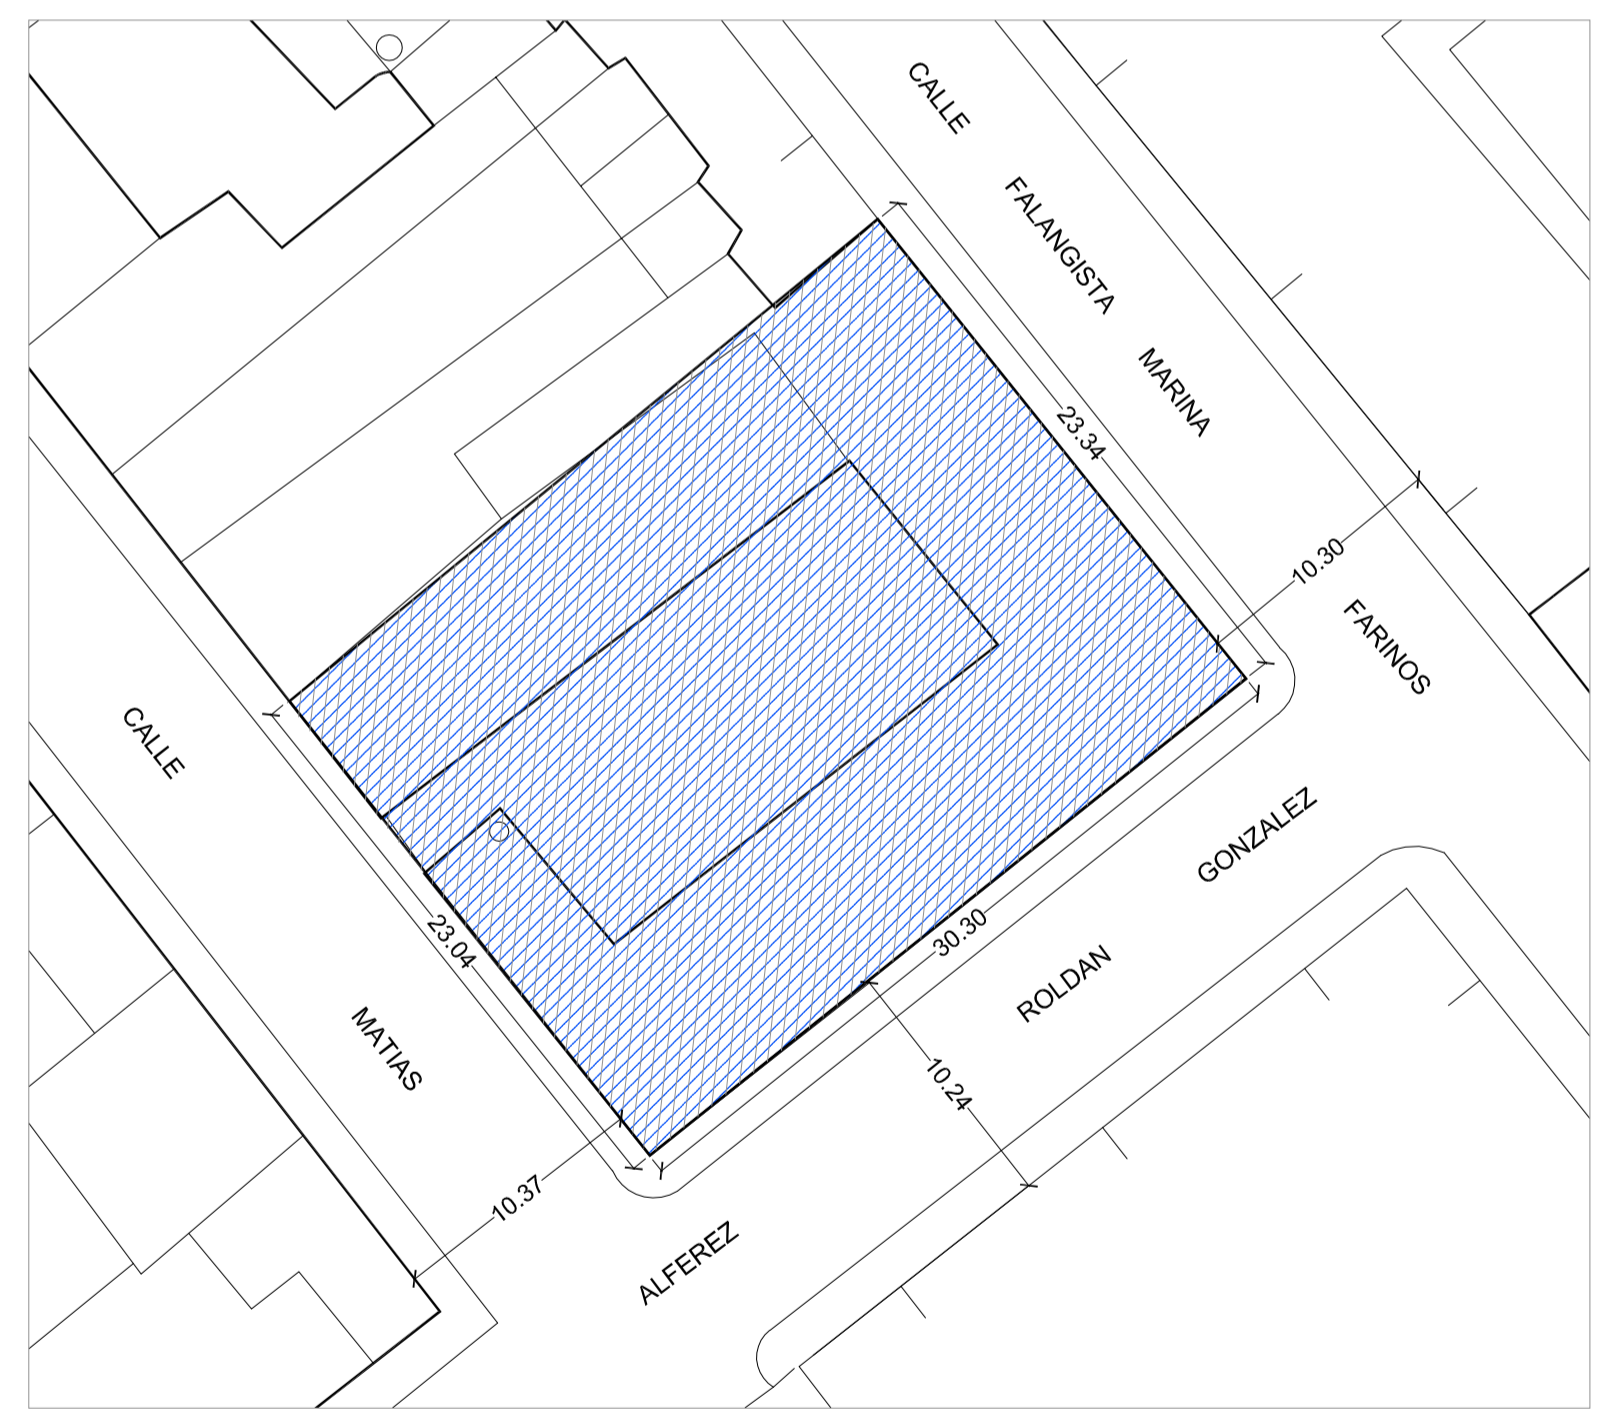 CALLE
FALANGISTA
MARINA
FARINOS
23.34
10.30
CALLE
MATIAS
23.04
10.37
30.30
10.24
ALFEREZ
ROLDAN
GONZALEZ